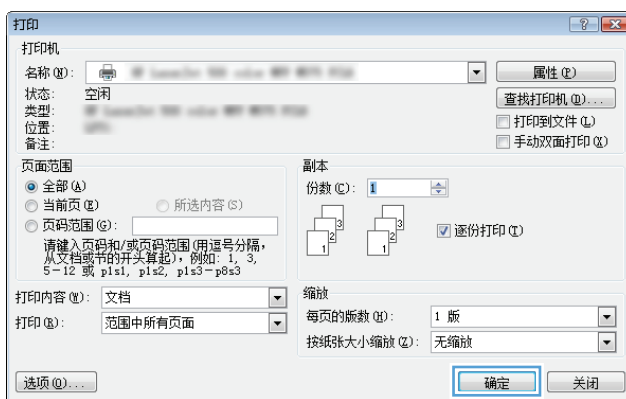 打印
打印机
名称(N):
属性(P)
状态: 空闲
查找打印机(D)...
类型:
位置:
打印到文件(L)
备注:
手动双面打印(X)
页面范围
副本
全部(A)
份数(C): 1
当前页(E) 所选内容(S)
页码范围(G):
请键入页码和/或页码范围(用逗号分隔,
从文档或节的开头算起),例如: 1, 3,
5-12 或 p1s1, p1s2, p1s3-p8s3
1 2 3 1 2 3
逐份打印(T)
打印内容(W): 文档
缩放
打印(R): 范围中所有页面
每页的版数(H): 1 版
按纸张大小缩放(Z): 无缩放
选项(O)...
确定
关闭